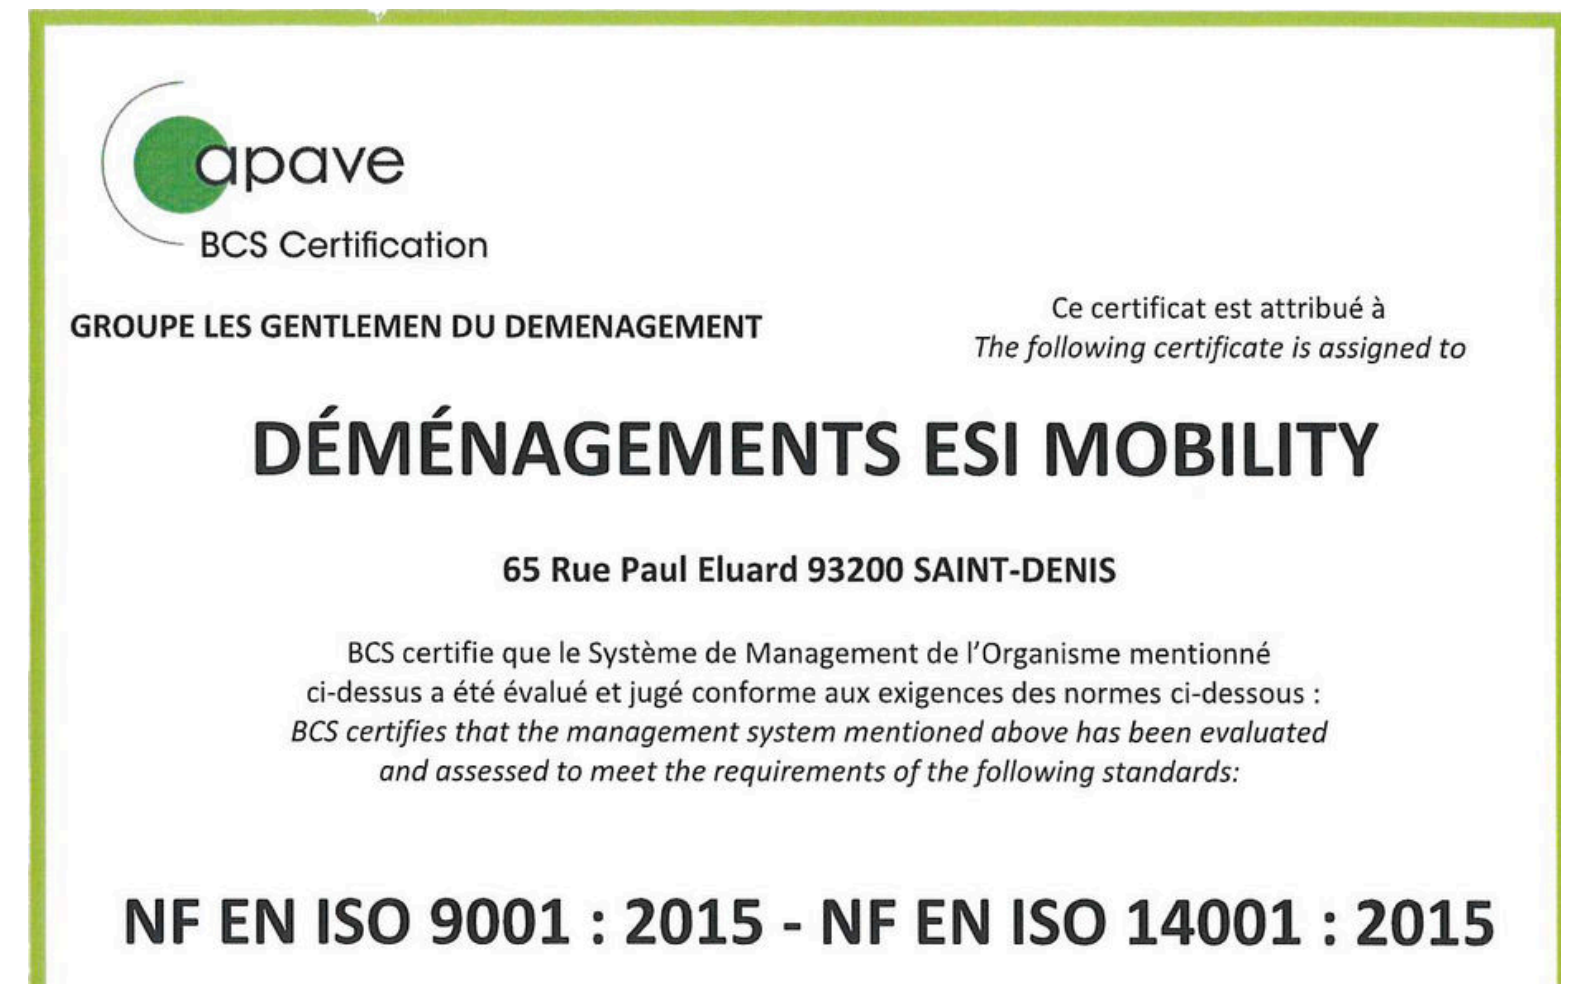 apave
BCS Certification
GROUPE LES GENTLEMEN DU DEMENAGEMENT
Ce certificat est attribué à
The following certificate is assigned to
DÉMÉNAGEMENTS ESI MOBILITY
65 Rue Paul Eluard 93200 SAINT-DENIS
BCS certifie que le Système de Management de l'Organisme mentionné
ci-dessus a été évalué et jugé conforme aux exigences des normes ci-dessous :
BCS certifies that the management system mentioned above has been evaluated
and assessed to meet the requirements of the following standards:
NF EN ISO 9001 : 2015 - NF EN ISO 14001 : 2015